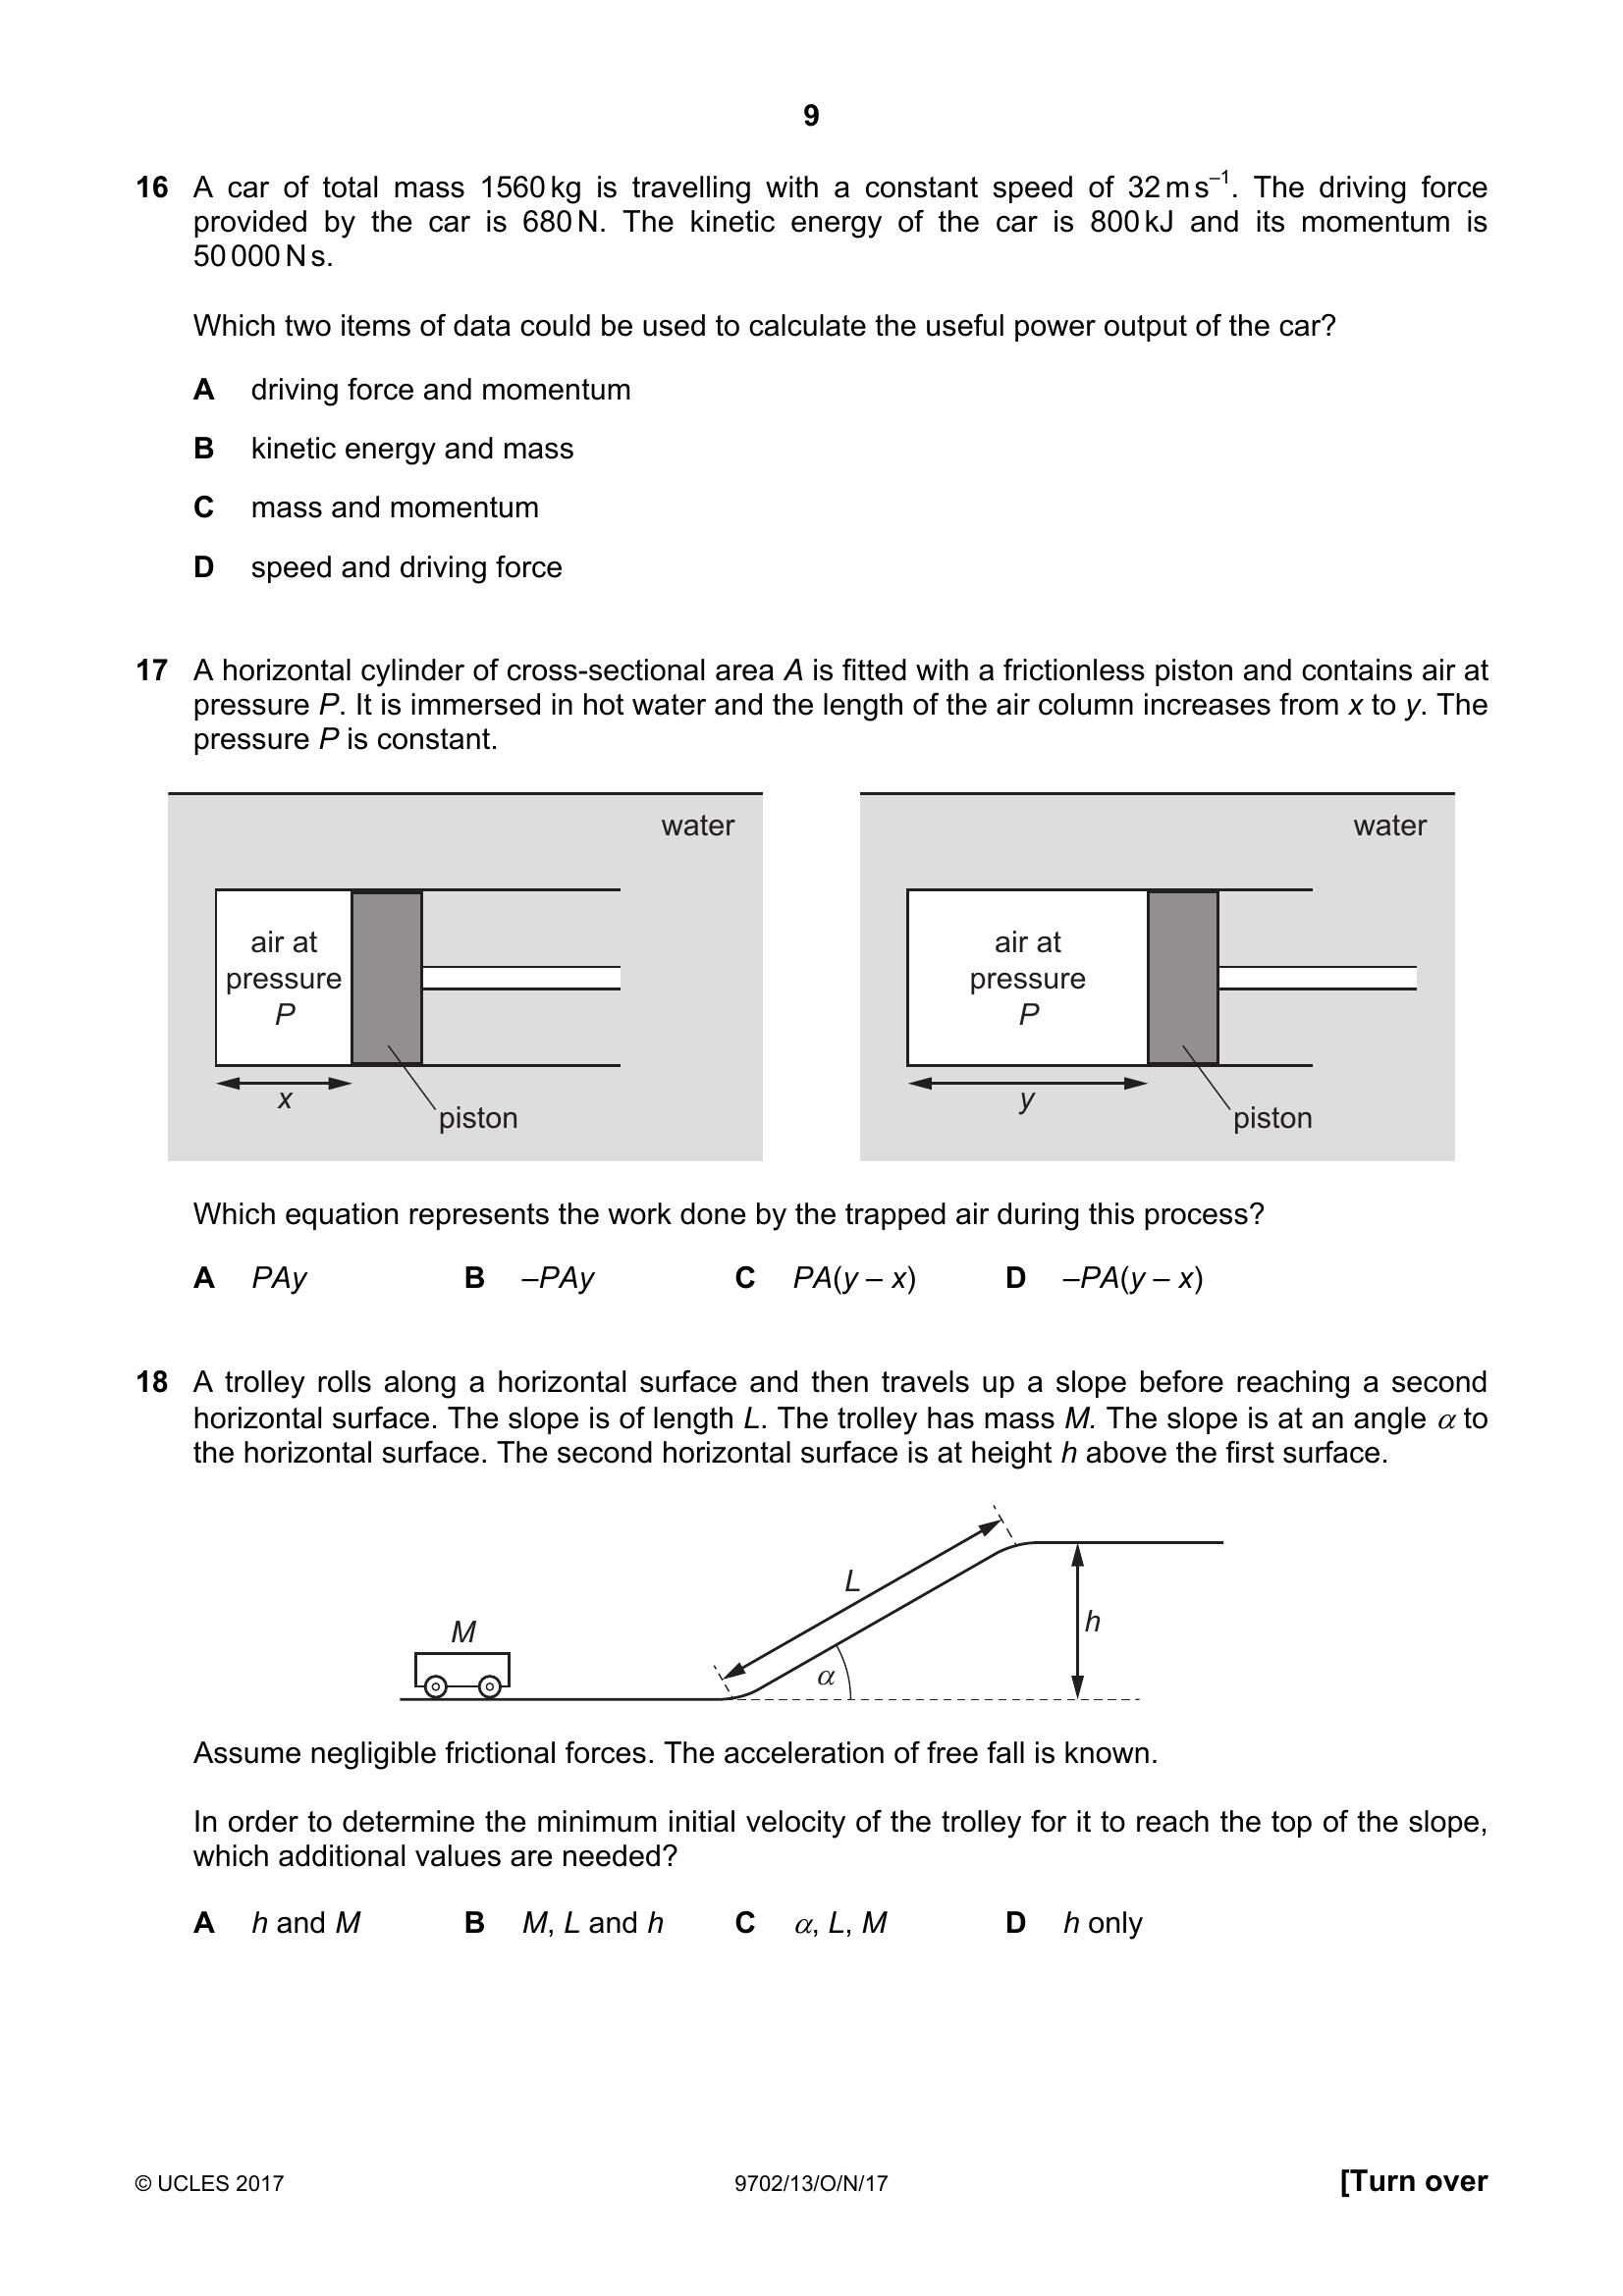 9
16 A car of total mass 1560 kg is travelling with a constant speed of 32 m s⁻¹. The driving force
provided by the car is 680 N. The kinetic energy of the car is 800 kJ and its momentum is
50 000 N s.
Which two items of data could be used to calculate the useful power output of the car?
A driving force and momentum
B kinetic energy and mass
C mass and momentum
D speed and driving force
17 A horizontal cylinder of cross-sectional area A is fitted with a frictionless piston and contains air at
pressure P. It is immersed in hot water and the length of the air column increases from x to y. The
pressure P is constant.
water
air at
pressure
P
x
piston
water
air at
pressure
P
y
piston
Which equation represents the work done by the trapped air during this process?
A PAy B –PAy C PA(y – x) D –PA(y – x)
18 A trolley rolls along a horizontal surface and then travels up a slope before reaching a second
horizontal surface. The slope is of length L. The trolley has mass M. The slope is at an angle α to
the horizontal surface. The second horizontal surface is at height h above the first surface.
L
M
h
α
Assume negligible frictional forces. The acceleration of free fall is known.
In order to determine the minimum initial velocity of the trolley for it to reach the top of the slope,
which additional values are needed?
A h and M B M, L and h C α, L, M D h only
© UCLES 2017 9702/13/O/N/17 [Turn over